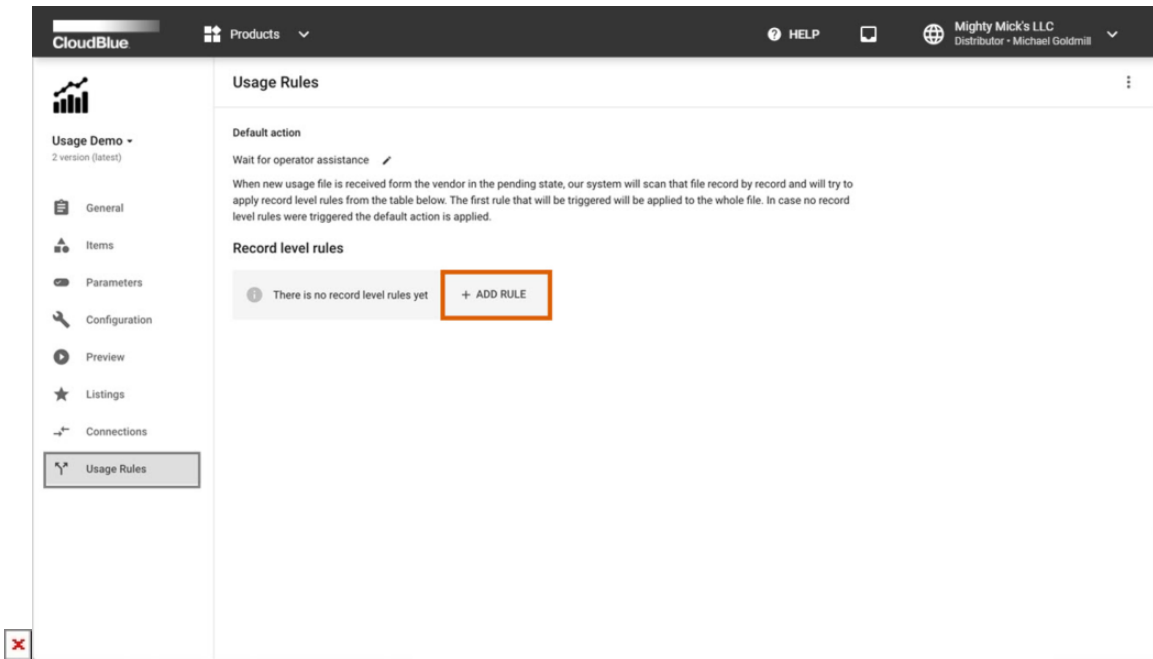 CloudBlue
Products
HELP
Mighty Mick's LLC
Distributor • Michael Goldmill
Usage Demo
2 version (latest)
General
Items
Parameters
Configuration
Preview
Listings
Connections
Usage Rules
Usage Rules
Default action
Wait for operator assistance
When new usage file is received form the vendor in the pending state, our system will scan that file record by record and will try to
apply record level rules from the table below. The first rule that will be triggered will be applied to the whole file. In case no record
level rules were triggered the default action is applied.
Record level rules
There is no record level rules yet
+ ADD RULE